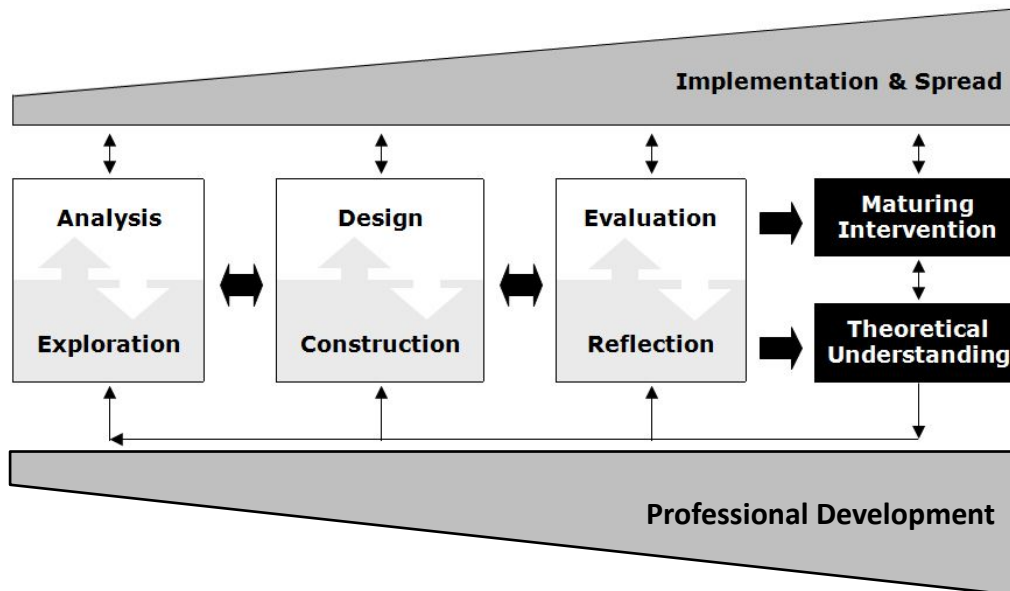 Implementation & Spread
Analysis
Exploration
Design
Construction
Evaluation
Reflection
Maturing
Intervention
Theoretical
Understanding
Professional Development